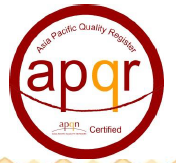 Asia Pacific Quality Register
apqr
apqn
Certified